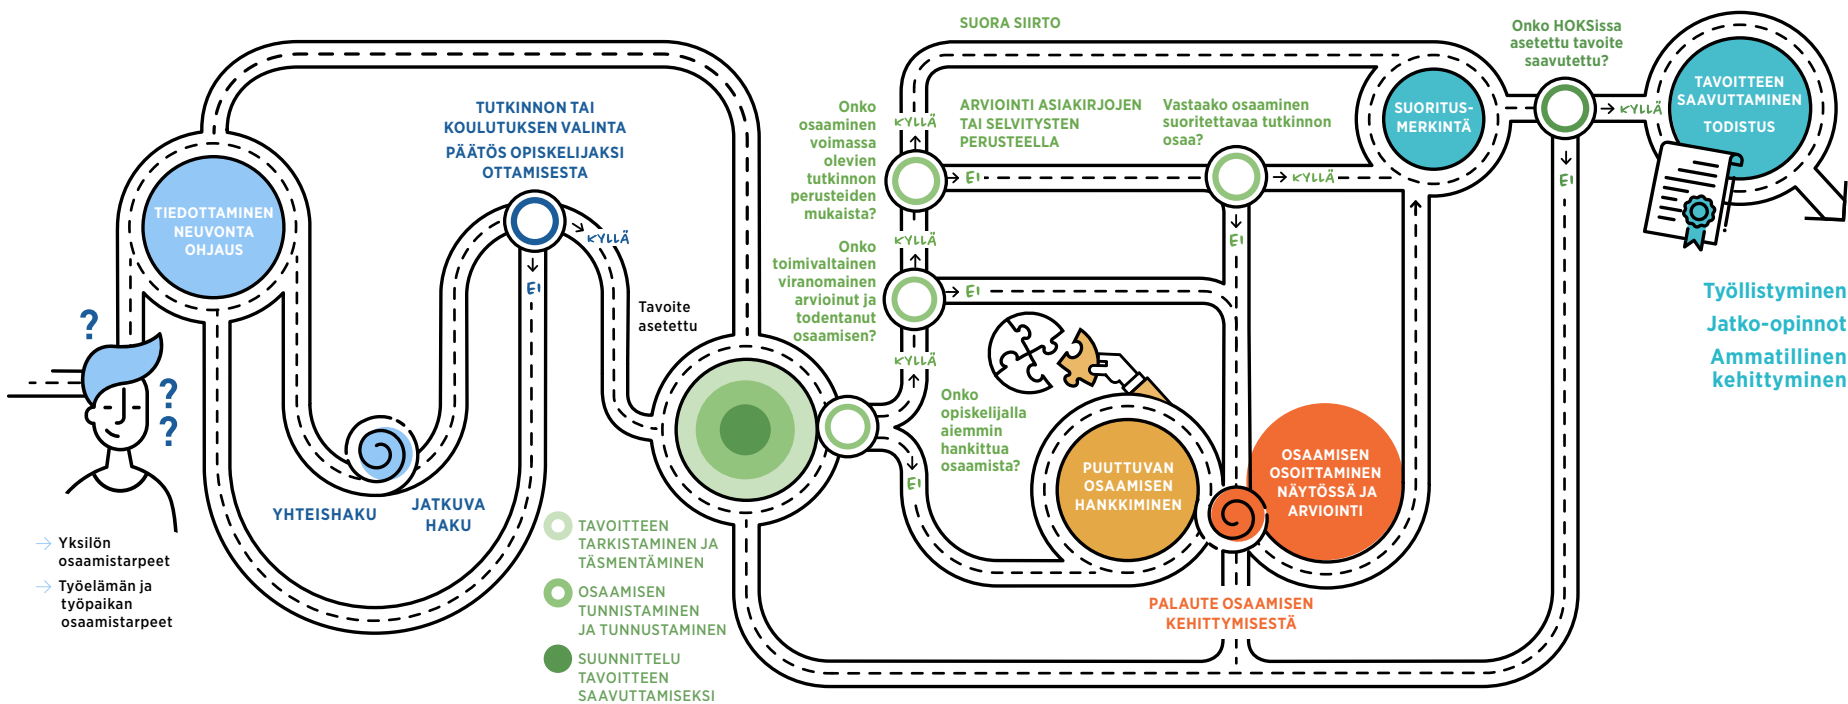 ?
?
?
→ Yksilön
osaamistarpeet
→ Työelämän ja
työpaikan
osaamistarpeet
TIEDOTTAMINEN
NEUVONTA
OHJAUS
YHTEISHAKU
JATKUVA
HAKU
TUTKINNON TAI
KOULUTUKSEN VALINTA
PÄÄTÖS OPISKELIJAKSI
OTTAMISESTA
→ KYLLÄ
↓
EI
Tavoite
asetettu
TAVOITTEEN
TARKISTAMINEN JA
TÄSMENTÄMINEN
OSAAMISEN
TUNNISTAMINEN
JA TUNNUSTAMINEN
SUUNNITTELU
TAVOITTEEN
SAAVUTTAMISEKSI
Onko
opiskelijalla
aiemmin
hankittua
osaamista?
KYLLÄ
↑
↓
EI
Onko
toimivaltainen
viranomainen
arvioinut ja
todentanut
osaamisen?
KYLLÄ
↑
→ EI
Onko
osaaminen
voimassa
olevien
tutkinnon
perusteiden
mukaista?
KYLLÄ
↑
→ EI
SUORA SIIRTO
ARVIOINTI ASIAKIRJOJEN
TAI SELVITYSTEN
PERUSTEELLA
Vastaako osaaminen
suoritettavaa tutkinnon
osaa?
→ KYLLÄ
↓
EI
PUUTTUVAN
OSAAMISEN
HANKKIMINEN
OSAAMISEN
OSOITTAMINEN
NÄYTÖSSÄ JA
ARVIOINTI
PALAUTE OSAAMISEN
KEHITTYMISESTÄ
SUORITUS-
MERKINTÄ
Onko HOKSissa
asetettu tavoite
saavutettu?
→ KYLLÄ
↓
EI
TAVOITTEEN
SAAVUTTAMINEN
TODISTUS
Työllistyminen
Jatko-opinnot
Ammatillinen
kehittyminen